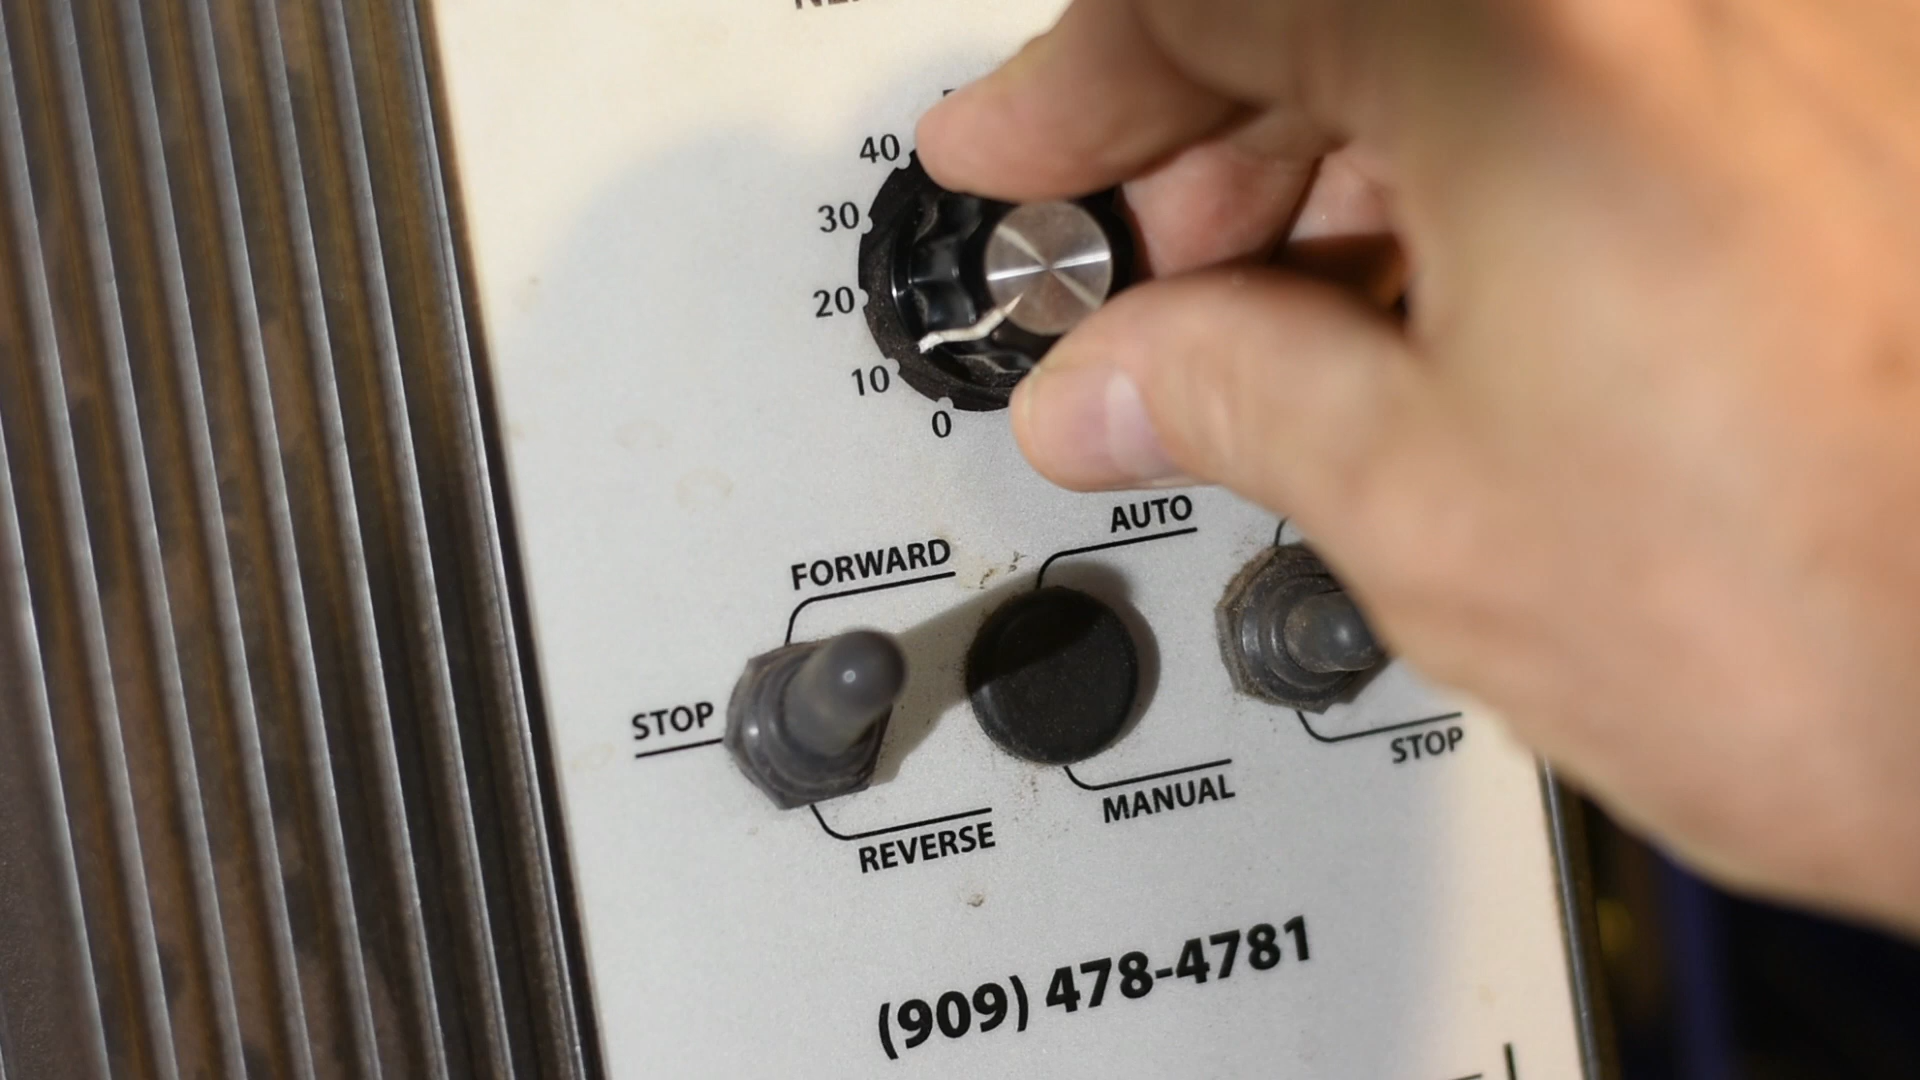 40
30
20
10
0
AUTO
FORWARD
STOP
STOP
MANUAL
REVERSE
(909) 478-4781